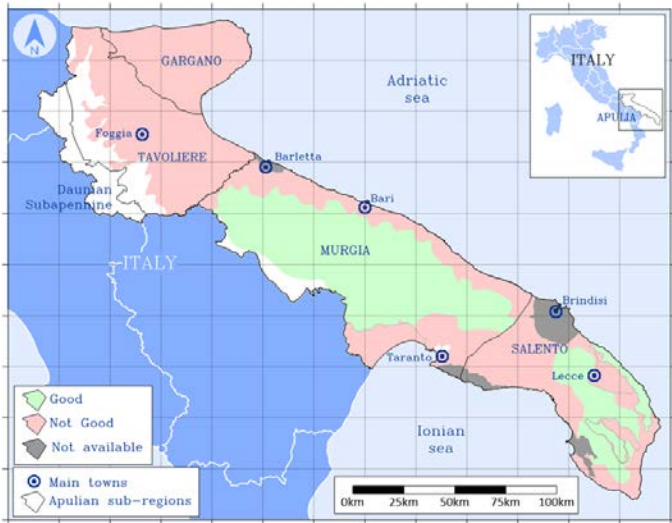 N
GARGANO
Adriatic
sea
ITALY
APULIA
Foggia
TAVOLIERE
Barletta
Daunian
Subapennine
Bari
MURGIA
ITALY
Brindisi
SALENTO
Taranto
Lecce
Good
Not Good
Not available
Ionian
sea
Main towns
Apulian sub-regions
0km 25km 50km 75km 100km